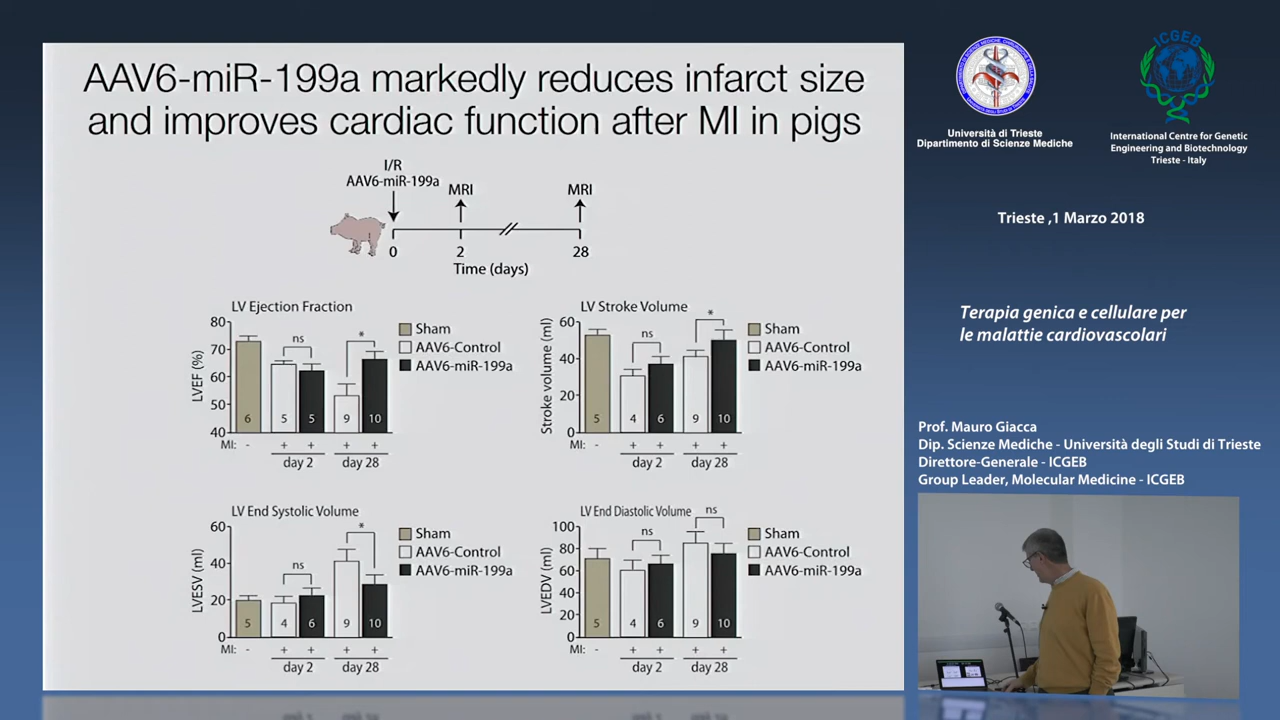 AAV6-miR-199a markedly reduces infarct size
and improves cardiac function after MI in pigs
I/R
AAV6-miR-199a
MRI
MRI
0
2
28
Time (days)
LV Ejection Fraction
LVEF (%)
80
70
60
50
40
ns
*
6
5
5
9
10
MI: - + + + +
day 2
day 28
Sham
AAV6-Control
AAV6-miR-199a
LV Stroke Volume
Stroke volume (ml)
60
40
20
0
ns
*
5
4
6
9
10
MI: - + + + +
day 2
day 28
Sham
AAV6-Control
AAV6-miR-199a
LV End Systolic Volume
LVESV (ml)
60
40
20
0
ns
*
5
4
6
9
10
MI: - + + + +
day 2
day 28
Sham
AAV6-Control
AAV6-miR-199a
LV End Diastolic Volume
LVEDV (ml)
100
80
60
40
20
0
ns
ns
5
4
6
9
10
MI: - + + + +
day 2
day 28
Sham
AAV6-Control
AAV6-miR-199a
Università di Trieste
Dipartimento di Scienze Mediche
ICGEB
International Centre for Genetic
Engineering and Biotechnology
Trieste - Italy
Trieste ,1 Marzo 2018
Terapia genica e cellulare per
le malattie cardiovascolari
Prof. Mauro Giacca
Dip. Scienze Mediche - Università degli Studi di Trieste
Direttore-Generale - ICGEB
Group Leader, Molecular Medicine - ICGEB